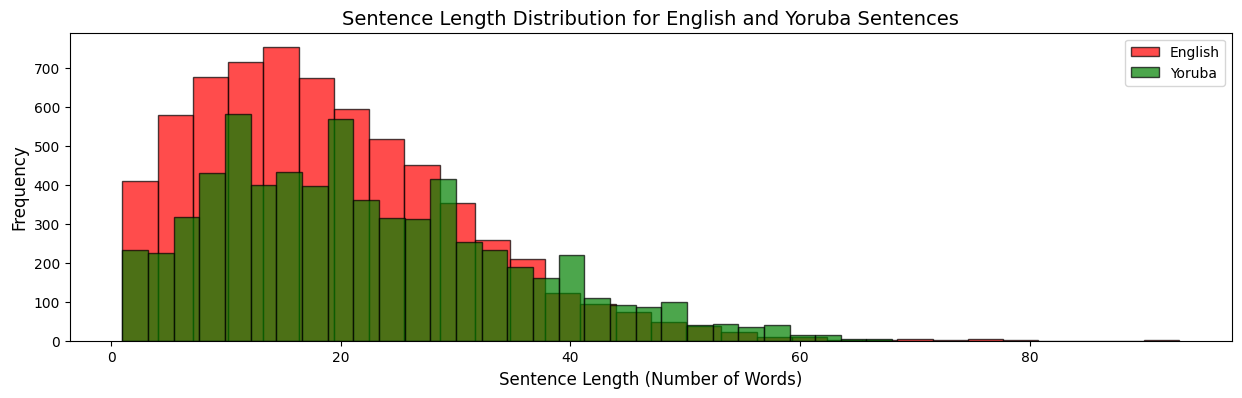 Sentence Length Distribution for English and Yoruba Sentences
English
Yoruba
Frequency
700
600
500
400
300
200
100
0
0 20 40 60 80
Sentence Length (Number of Words)